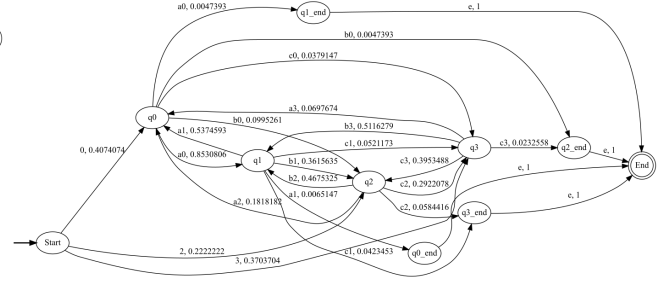 a0, 0.0047393
q1_end
e, 1
b0, 0.0047393
c0, 0.0379147
a3, 0.0697674
q0
b0, 0.0995261
b3, 0.5116279
a1, 0.5374593
c1, 0.0521173
q3
c3, 0.0232558
q2_end
e, 1
0, 0.4074074
a0, 0.8530806
q1
b1, 0.3615635
c3, 0.3953488
e, 1
End
b2, 0.4675325
q2
c2, 0.2922078
a1, 0.0065147
a2, 0.1818182
c2, 0.0584416
q3_end
e, 1
Start
2, 0.2222222
3, 0.3703704
c1, 0.0423453
q0_end